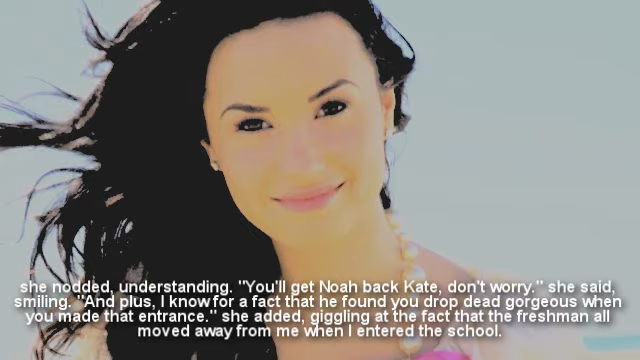 she nodded, understanding. "You'll get Noah back Kate, don't worry." she said,
smiling. "And plus, I know for a fact that he found you drop dead gorgeous when
you made that entrance." she added, giggling at the fact that the freshman all
moved away from me when I entered the school.